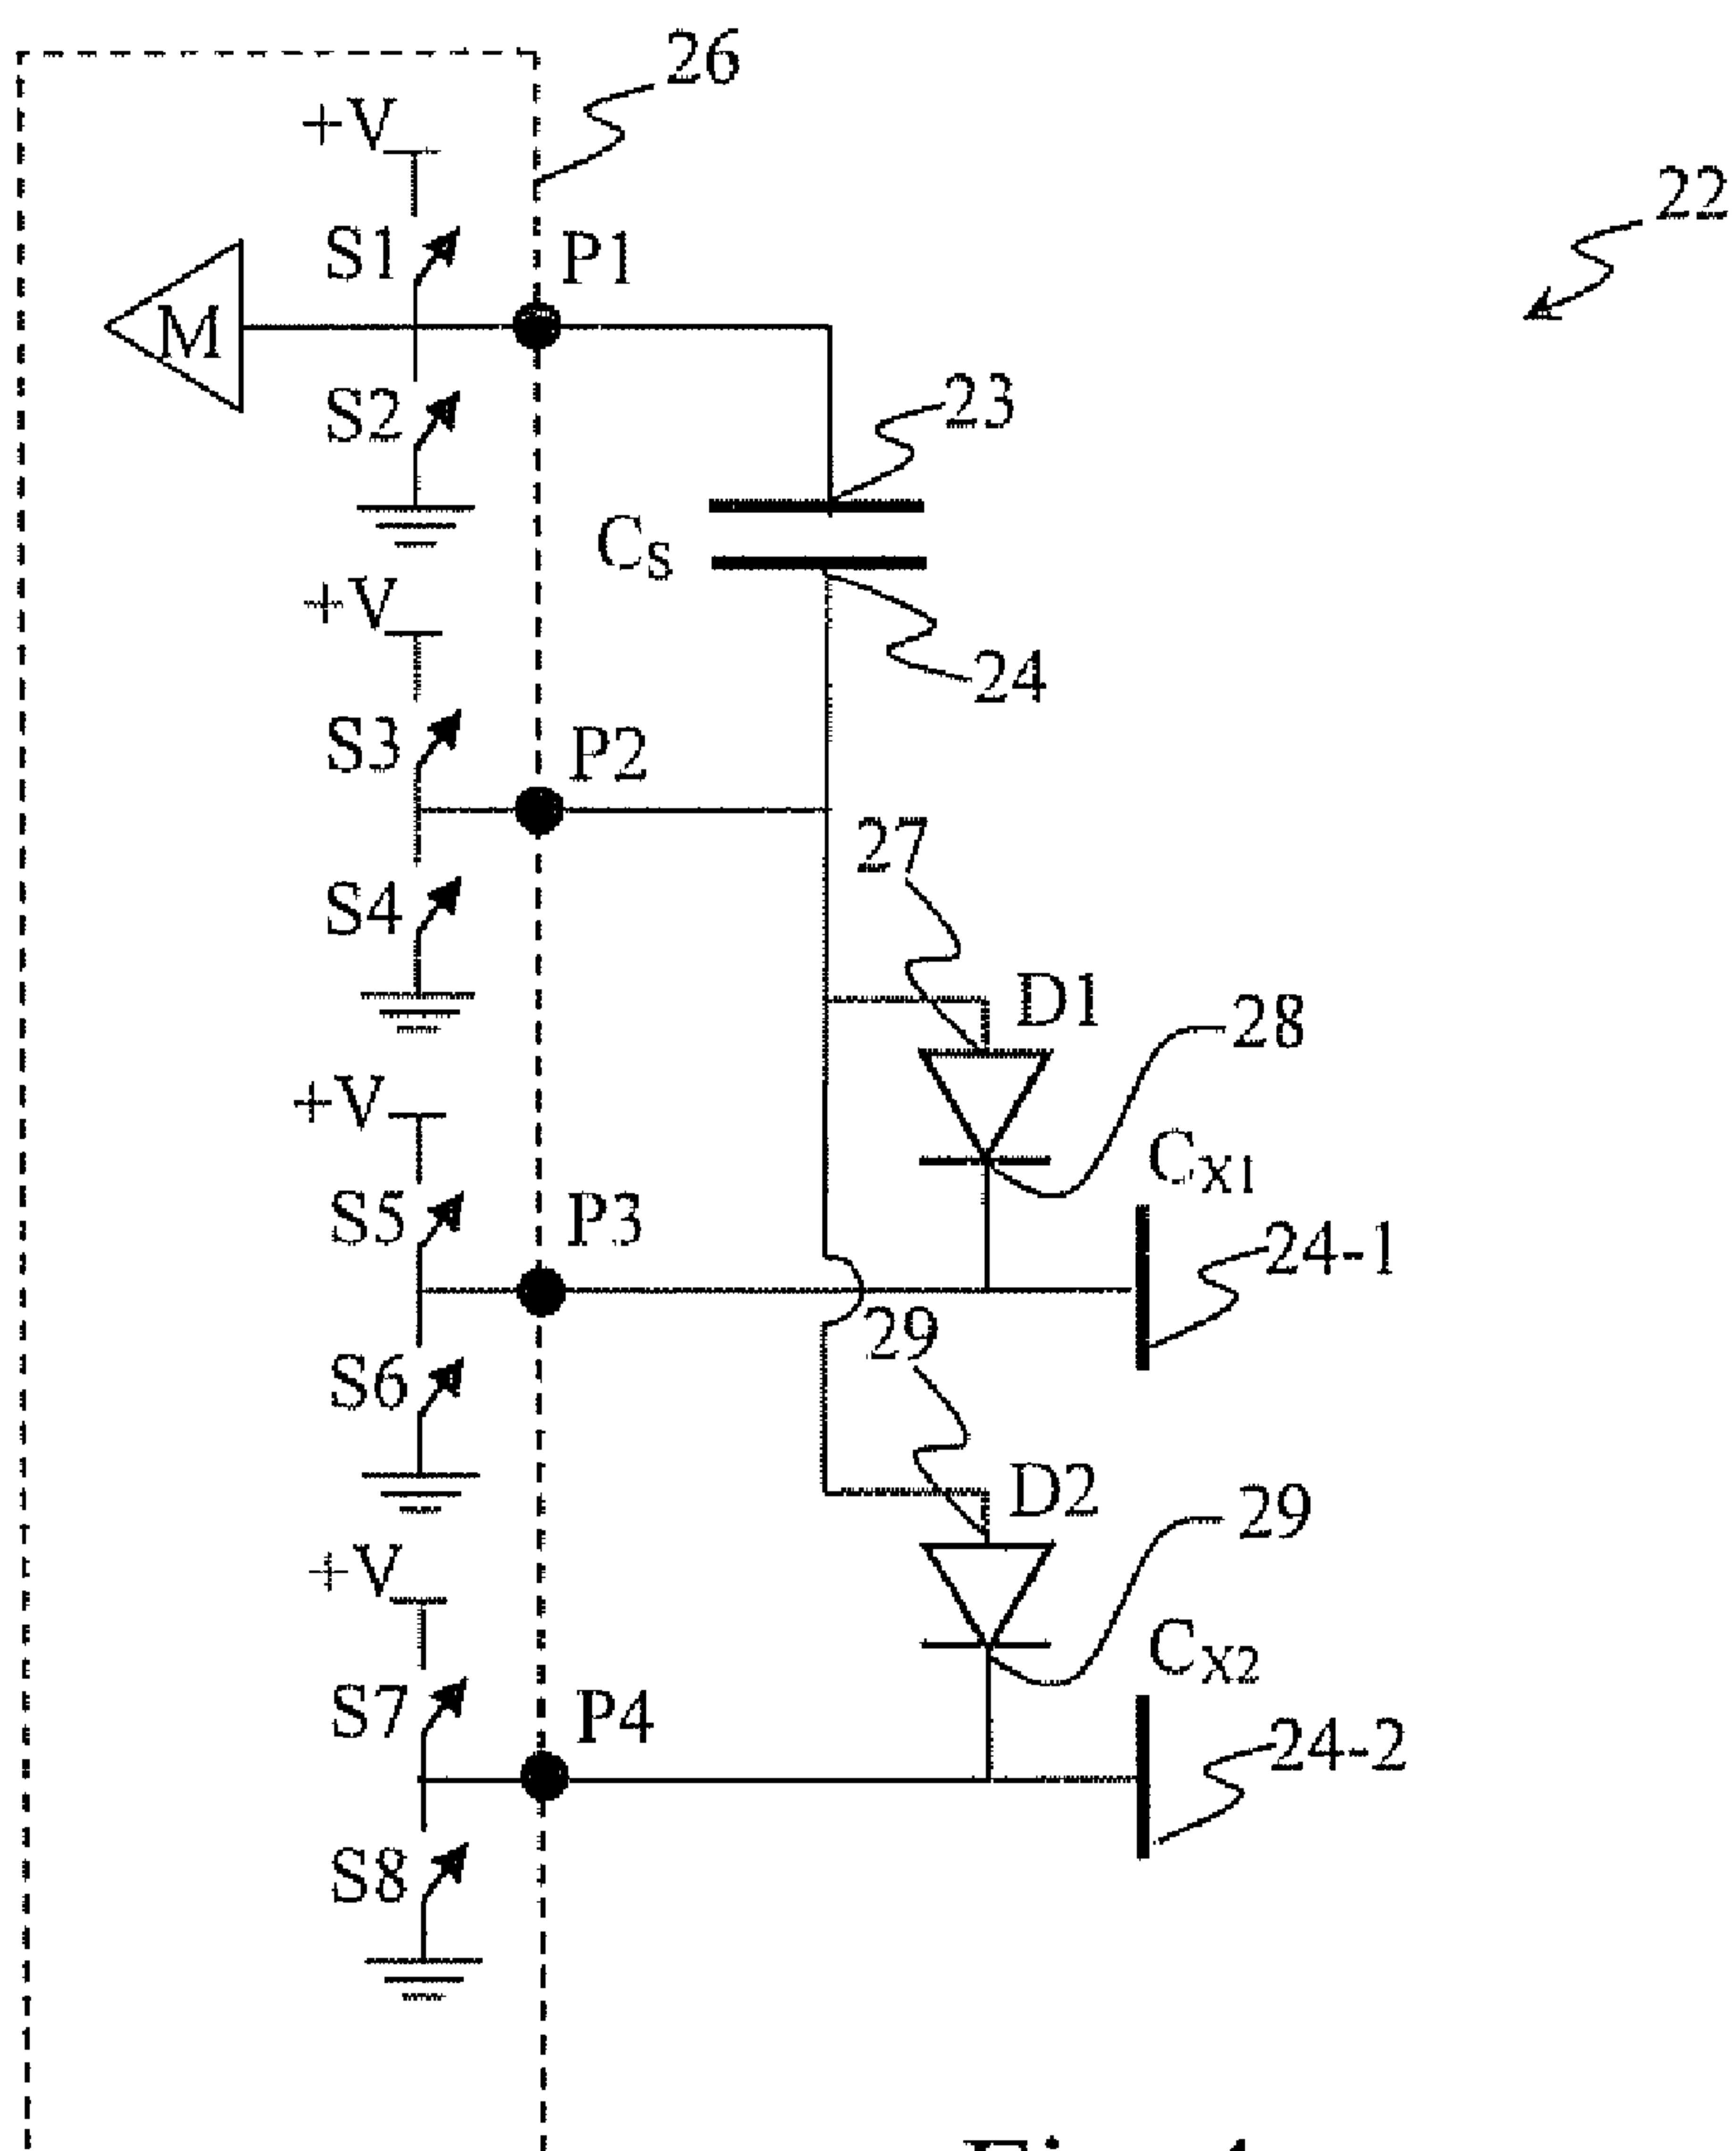 26
+V
22
S1
P1
M
S2
23
CS
+V
24
S3
P2
27
S4
D1
28
+V
CX1
S5
P3
24-1
29
S6
D2
29
+V
CX2
S7
P4
24-2
S8